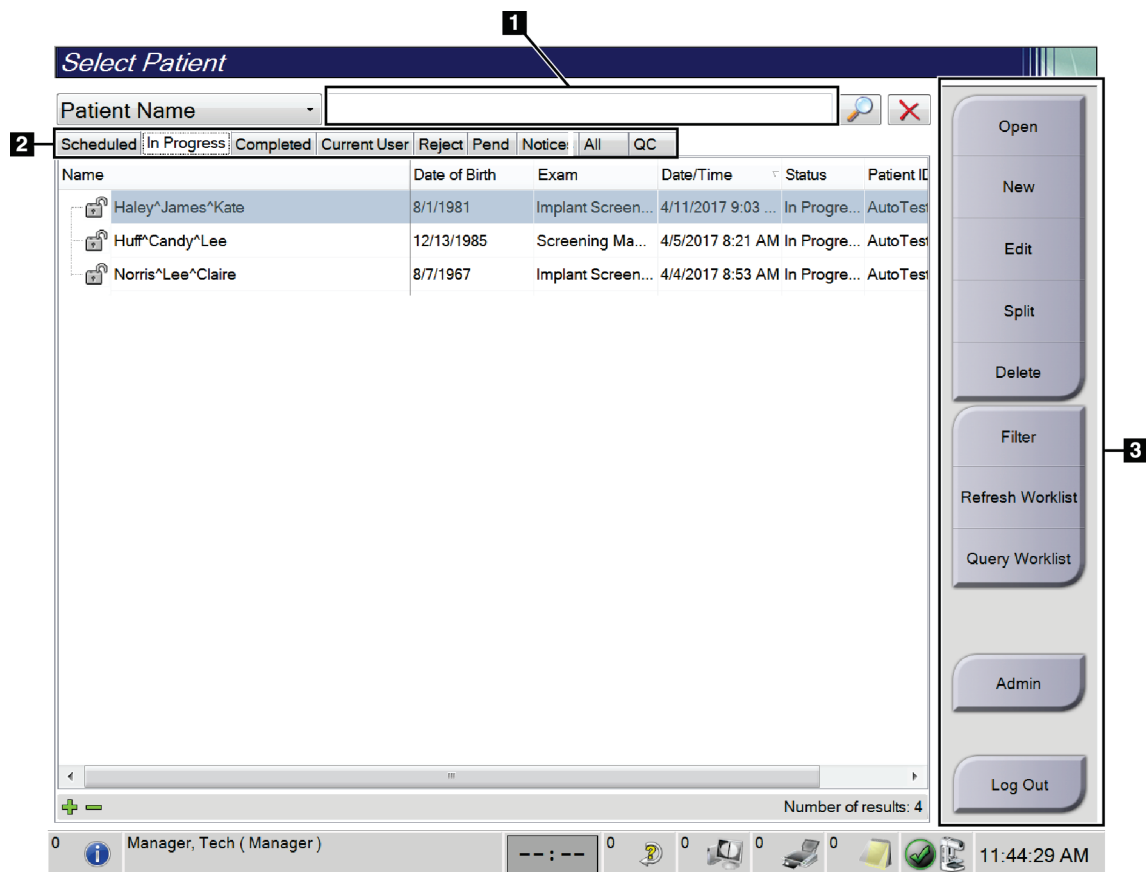 1
Select Patient
Patient Name
2
Scheduled In Progress Completed Current User Reject Pend Notice All QC
Name Date of Birth Exam Date/Time Status Patient ID
Haley^James^Kate 8/1/1981 Implant Screen... 4/11/2017 9:03 ... In Progre... AutoTest
Huff^Candy^Lee 12/13/1985 Screening Ma... 4/5/2017 8:21 AM In Progre... AutoTest
Norris^Lee^Claire 8/7/1967 Implant Screen... 4/4/2017 8:53 AM In Progre... AutoTest
Number of results: 4
Open
New
Edit
Split
Delete
Filter
3
Refresh Worklist
Query Worklist
Admin
Log Out
0 Manager, Tech ( Manager ) --:-- 0 0 0 0 11:44:29 AM